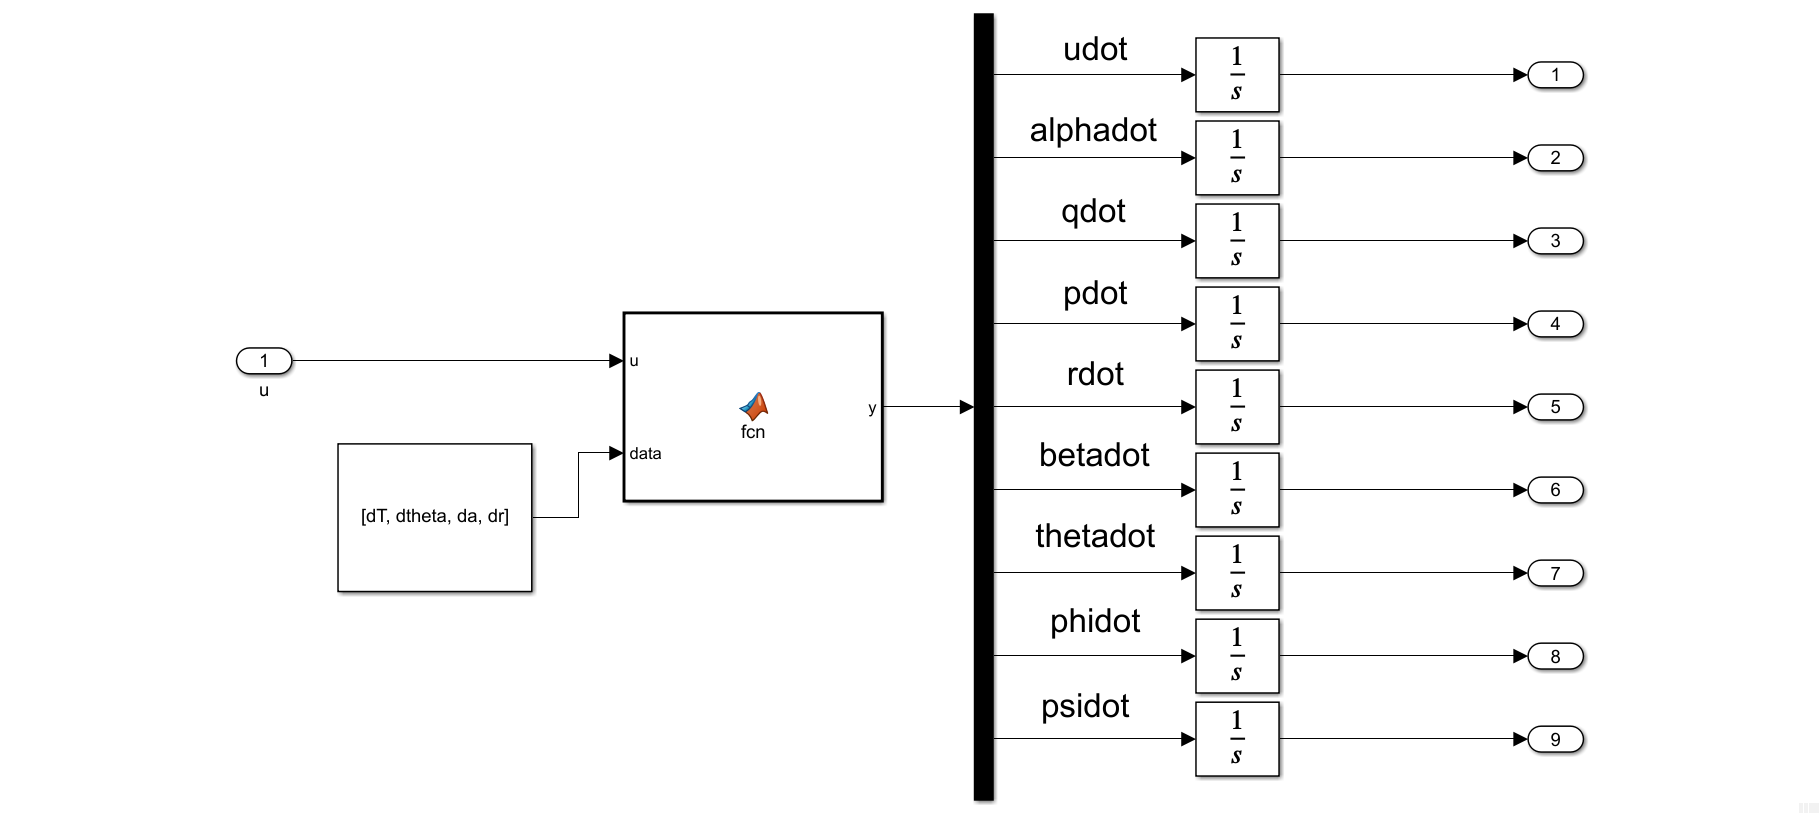 udot
1
s
1
alphadot
1
s
2
qdot
1
s
3
pdot
1
s
4
rdot
1
s
5
betadot
1
s
6
thetadot
1
s
7
phidot
1
s
8
psidot
1
s
9
1
u
u
data
y
fcn
[dT, dtheta, da, dr]